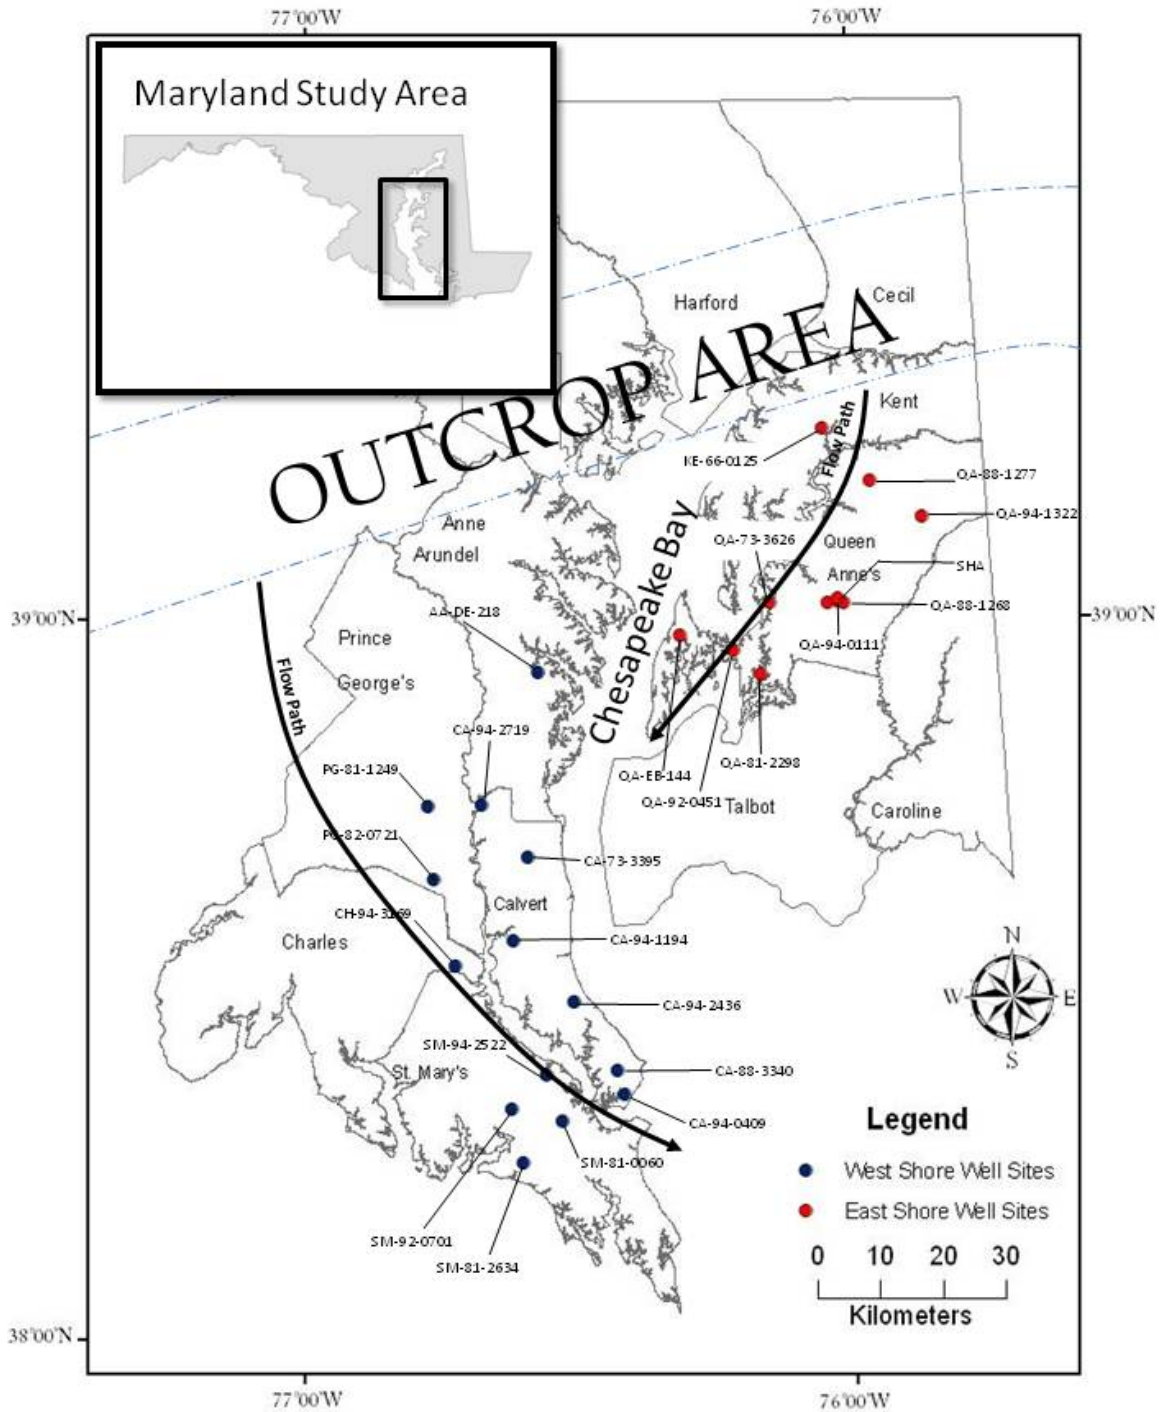 77°00'W
76°00'W
Maryland Study Area
Harford
Cecil
OUTCROP AREA
Kent
Flow Path
KE-66-0125
QA-88-1277
QA-94-1322
Anne
Arundel
QA-73-3626
Queen
Anne's
SHA
Chesapeake Bay
39°00'N
39°00'N
AA-DE-218
QA-88-1268
QA-94-0111
Prince
George's
Flow Path
CA-94-2719
QA-81-2298
PG-81-1249
QA-EB-144
QA-92-0451
Talbot
Caroline
PG-82-0721
CA-73-3395
Calvert
CH-94-3169
Charles
CA-94-1194
N
W
E
S
CA-94-2436
SM-94-2522
St. Mary's
CA-88-3340
CA-94-0409
Legend
SM-81-0060
West Shore Well Sites
East Shore Well Sites
SM-92-0701
SM-81-2634
0 10 20 30
Kilometers
38°00'N
77°00'W
76°00'W